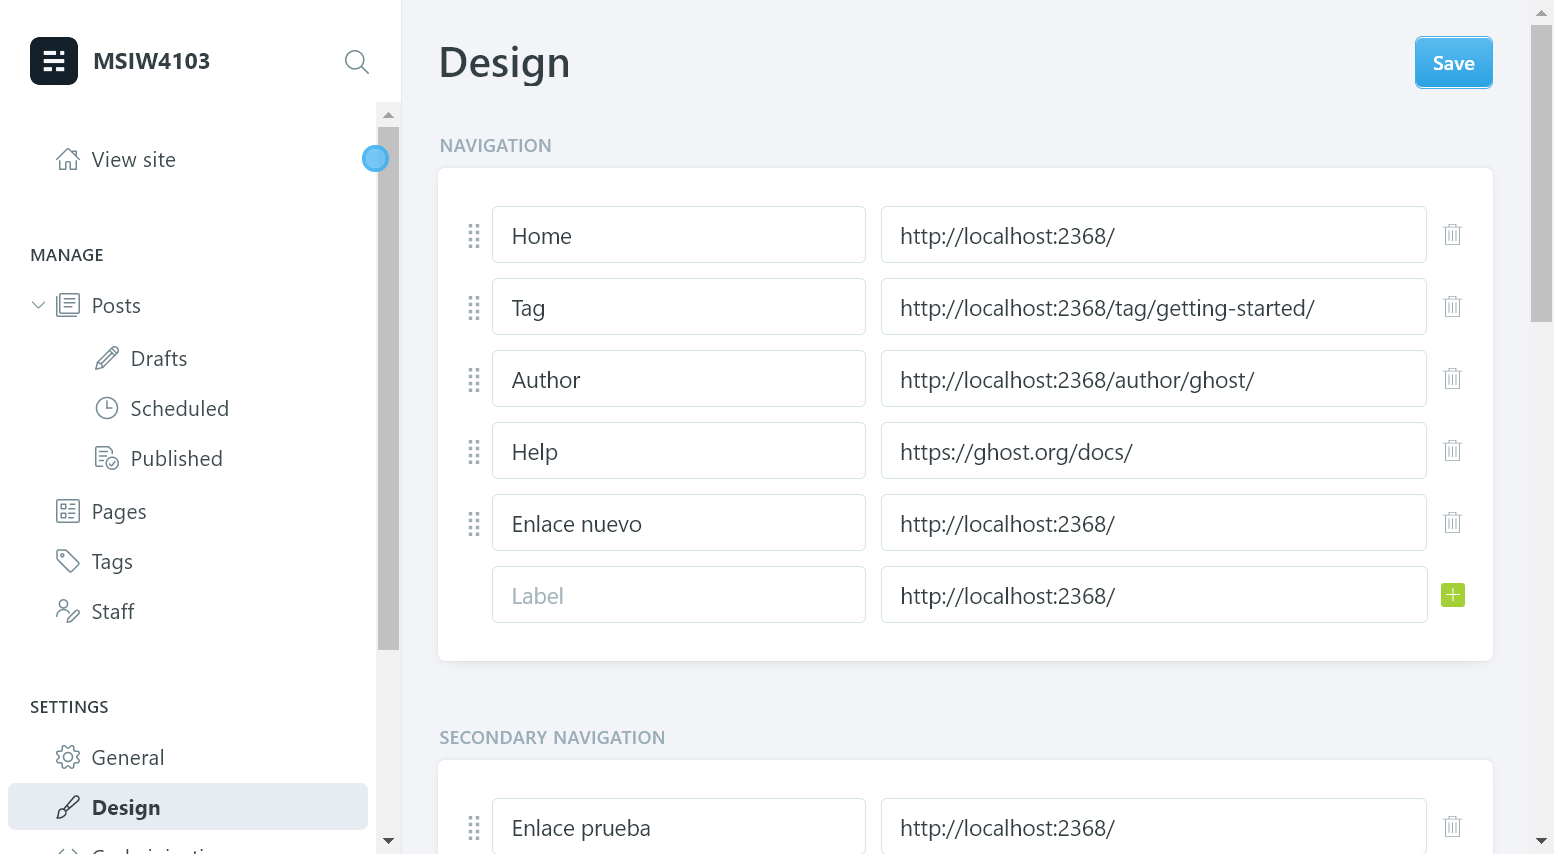 MSIW4103
View site
MANAGE
Posts
Drafts
Scheduled
Published
Pages
Tags
Staff
SETTINGS
General
Design
Design
Save
NAVIGATION
Home http://localhost:2368/
Tag http://localhost:2368/tag/getting-started/
Author http://localhost:2368/author/ghost/
Help https://ghost.org/docs/
Enlace nuevo http://localhost:2368/
Label http://localhost:2368/
SECONDARY NAVIGATION
Enlace prueba http://localhost:2368/